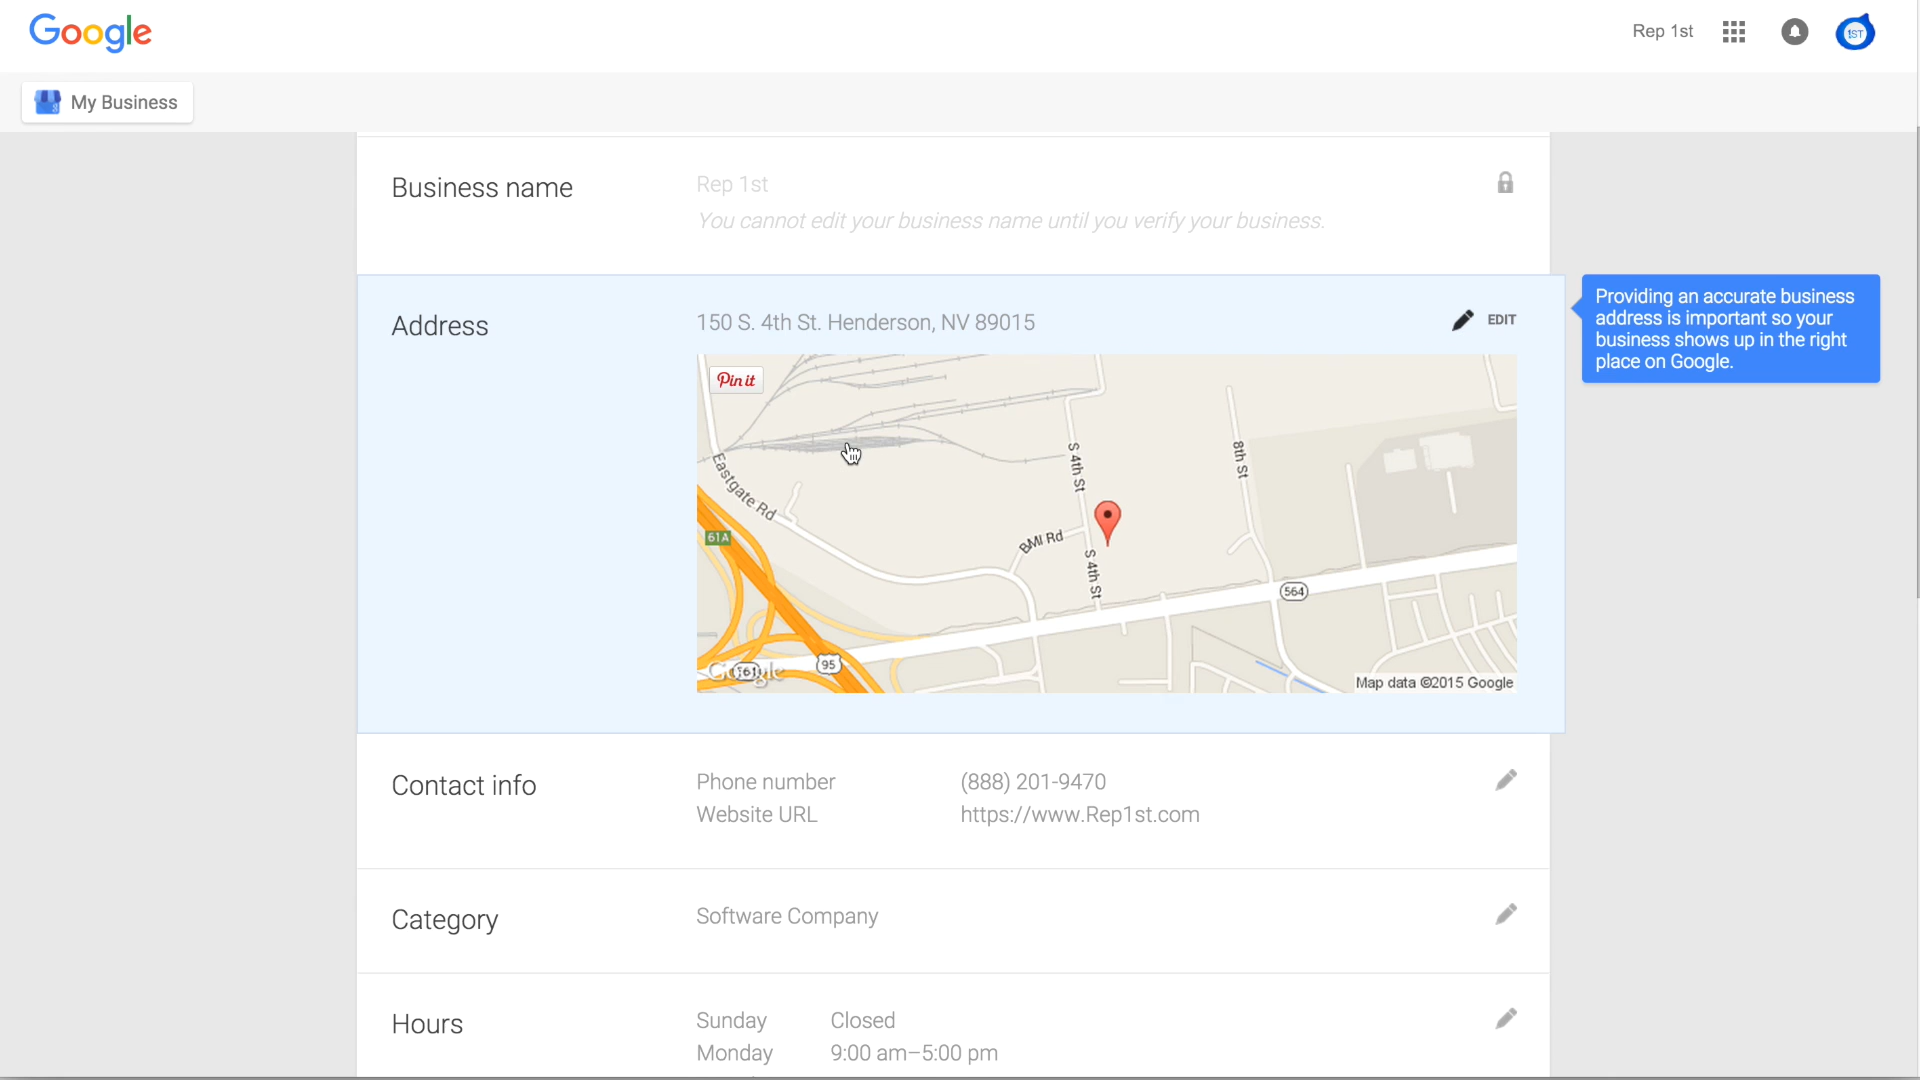 Google
Rep 1st
1ST
My Business
Business name
Rep 1st
You cannot edit your business name until you verify your business.
Address
150 S. 4th St. Henderson, NV 89015
EDIT
Providing an accurate business
address is important so your
business shows up in the right
place on Google.
Pin it
Eastgate Rd
S 4th St
8th St
61A
BMI Rd
S 4th St
564
95
Google
Map data ©2015 Google
Contact info
Phone number
(888) 201-9470
Website URL
https://www.Rep1st.com
Category
Software Company
Hours
Sunday
Closed
Monday
9:00 am–5:00 pm